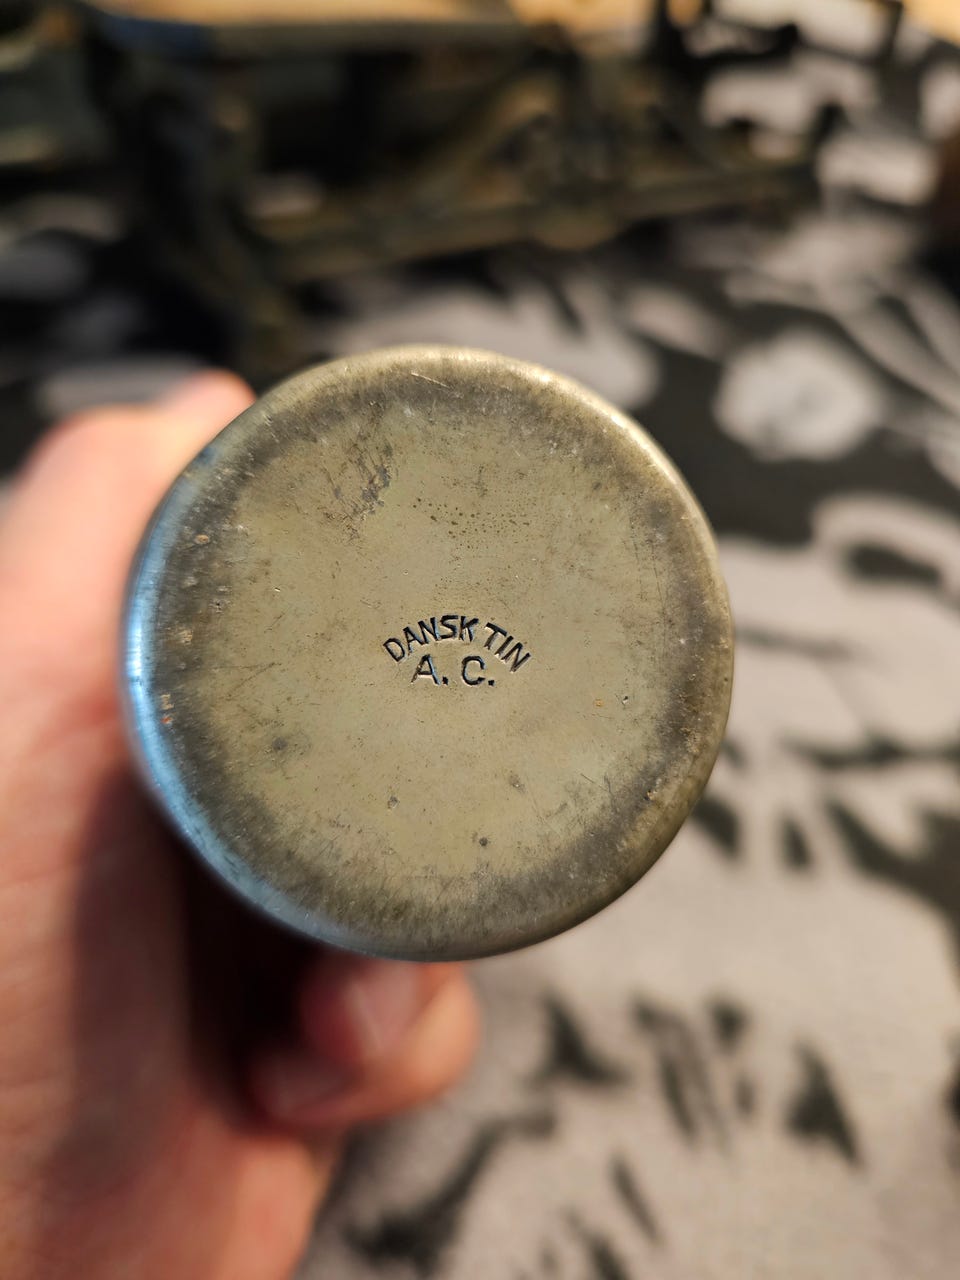 DANSK TIN
A. C.